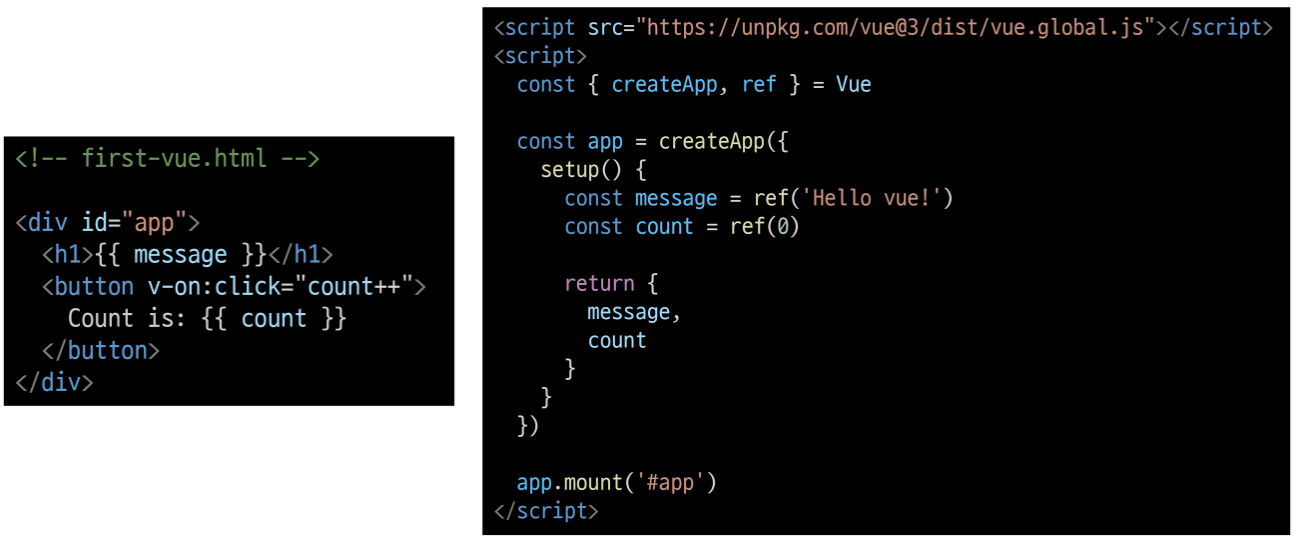 <!-- first-vue.html -->
<div id="app">
  <h1>{{ message }}</h1>
  <button v-on:click="count++">
    Count is: {{ count }}
  </button>
</div>
<script src="https://unpkg.com/vue@3/dist/vue.global.js"></script>
<script>
  const { createApp, ref } = Vue
  const app = createApp({
    setup() {
      const message = ref('Hello vue!')
      const count = ref(0)
      return {
        message,
        count
      }
    }
  })
  app.mount('#app')
</script>